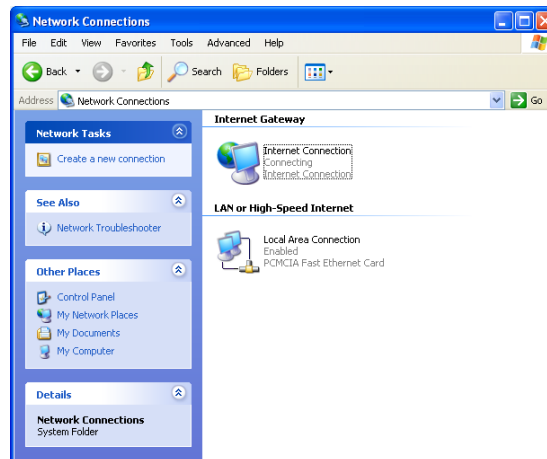 Network Connections
File Edit View Favorites Tools Advanced Help
Back Search Folders
Address Network Connections Go
Network Tasks
Create a new connection
See Also
Network Troubleshooter
Other Places
Control Panel
My Network Places
My Documents
My Computer
Details
Network Connections
System Folder
Internet Gateway
Internet Connection
Connecting
Internet Connection
LAN or High-Speed Internet
Local Area Connection
Enabled
PCMCIA Fast Ethernet Card